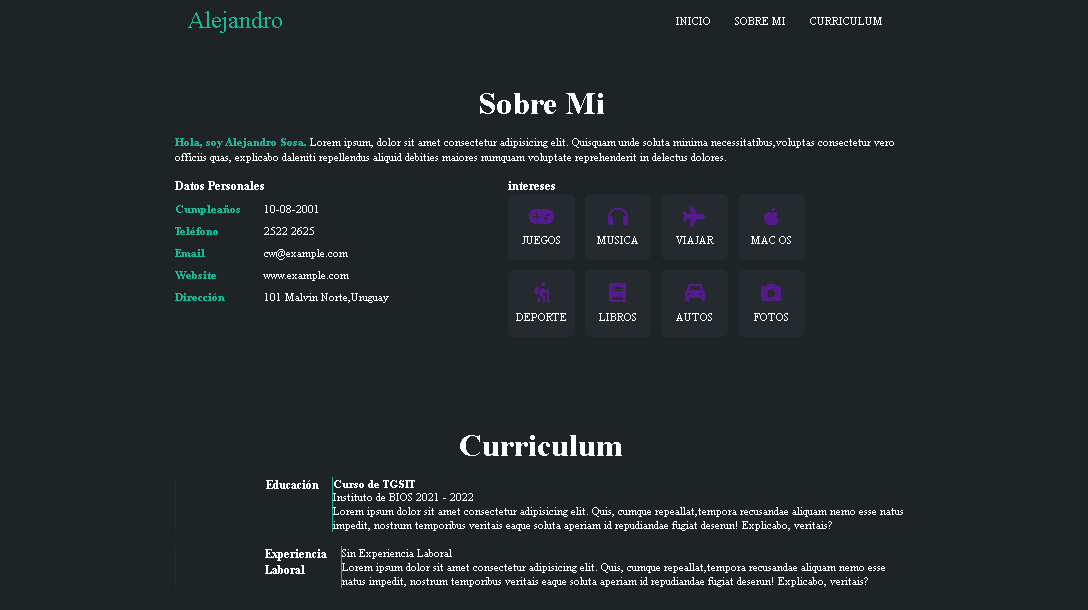 Alejandro
INICIO SOBRE MI CURRICULUM
Sobre Mi
Hola, soy Alejandro Sosa. Lorem ipsum, dolor sit amet consectetur adipisicing elit. Quisquam unde soluta minima necessitatibus,voluptas consectetur vero
officiis quas, explicabo daleniti repellendus aliquid debities maiores numquam voluptate reprehenderit in delectus dolores.
Datos Personales
Cumpleaños 10-08-2001
Teléfono 2522 2625
Email cw@example.com
Website www.example.com
Dirección 101 Malvin Norte,Uruguay
intereses
JUEGOS MUSICA VIAJAR MAC OS
DEPORTE LIBROS AUTOS FOTOS
Curriculum
Educación
Curso de TGSIT
Instituto de BIOS 2021 - 2022
Lorem ipsum dolor sit amet consectetur adipisicing elit. Quis, cumque repeallat,tempora recusandae aliquam nemo esse natus
impedit, nostrum temporibus veritais eaque soluta aperiam id repudiandae fugiat deserun! Explicabo, veritais?
Experiencia
Laboral
Sin Experiencia Laboral
Lorem ipsum dolor sit amet consectetur adipisicing elit. Quis, cumque repeallat,tempora recusandae aliquam nemo esse
natus impedit, nostrum temporibus veritais eaque soluta aperiam id repudiandae fugiat deserun! Explicabo, veritais?